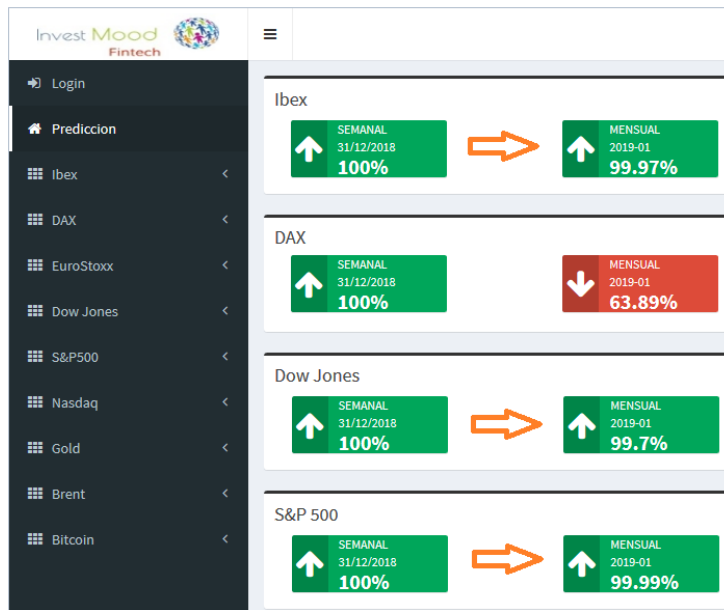 Invest Mood
Fintech
Login
Prediccion
Ibex
DAX
EuroStoxx
Dow Jones
S&P500
Nasdaq
Gold
Brent
Bitcoin
Ibex
SEMANAL
31/12/2018
100%
MENSUAL
2019-01
99.97%
DAX
SEMANAL
31/12/2018
100%
MENSUAL
2019-01
63.89%
Dow Jones
SEMANAL
31/12/2018
100%
MENSUAL
2019-01
99.7%
S&P 500
SEMANAL
31/12/2018
100%
MENSUAL
2019-01
99.99%